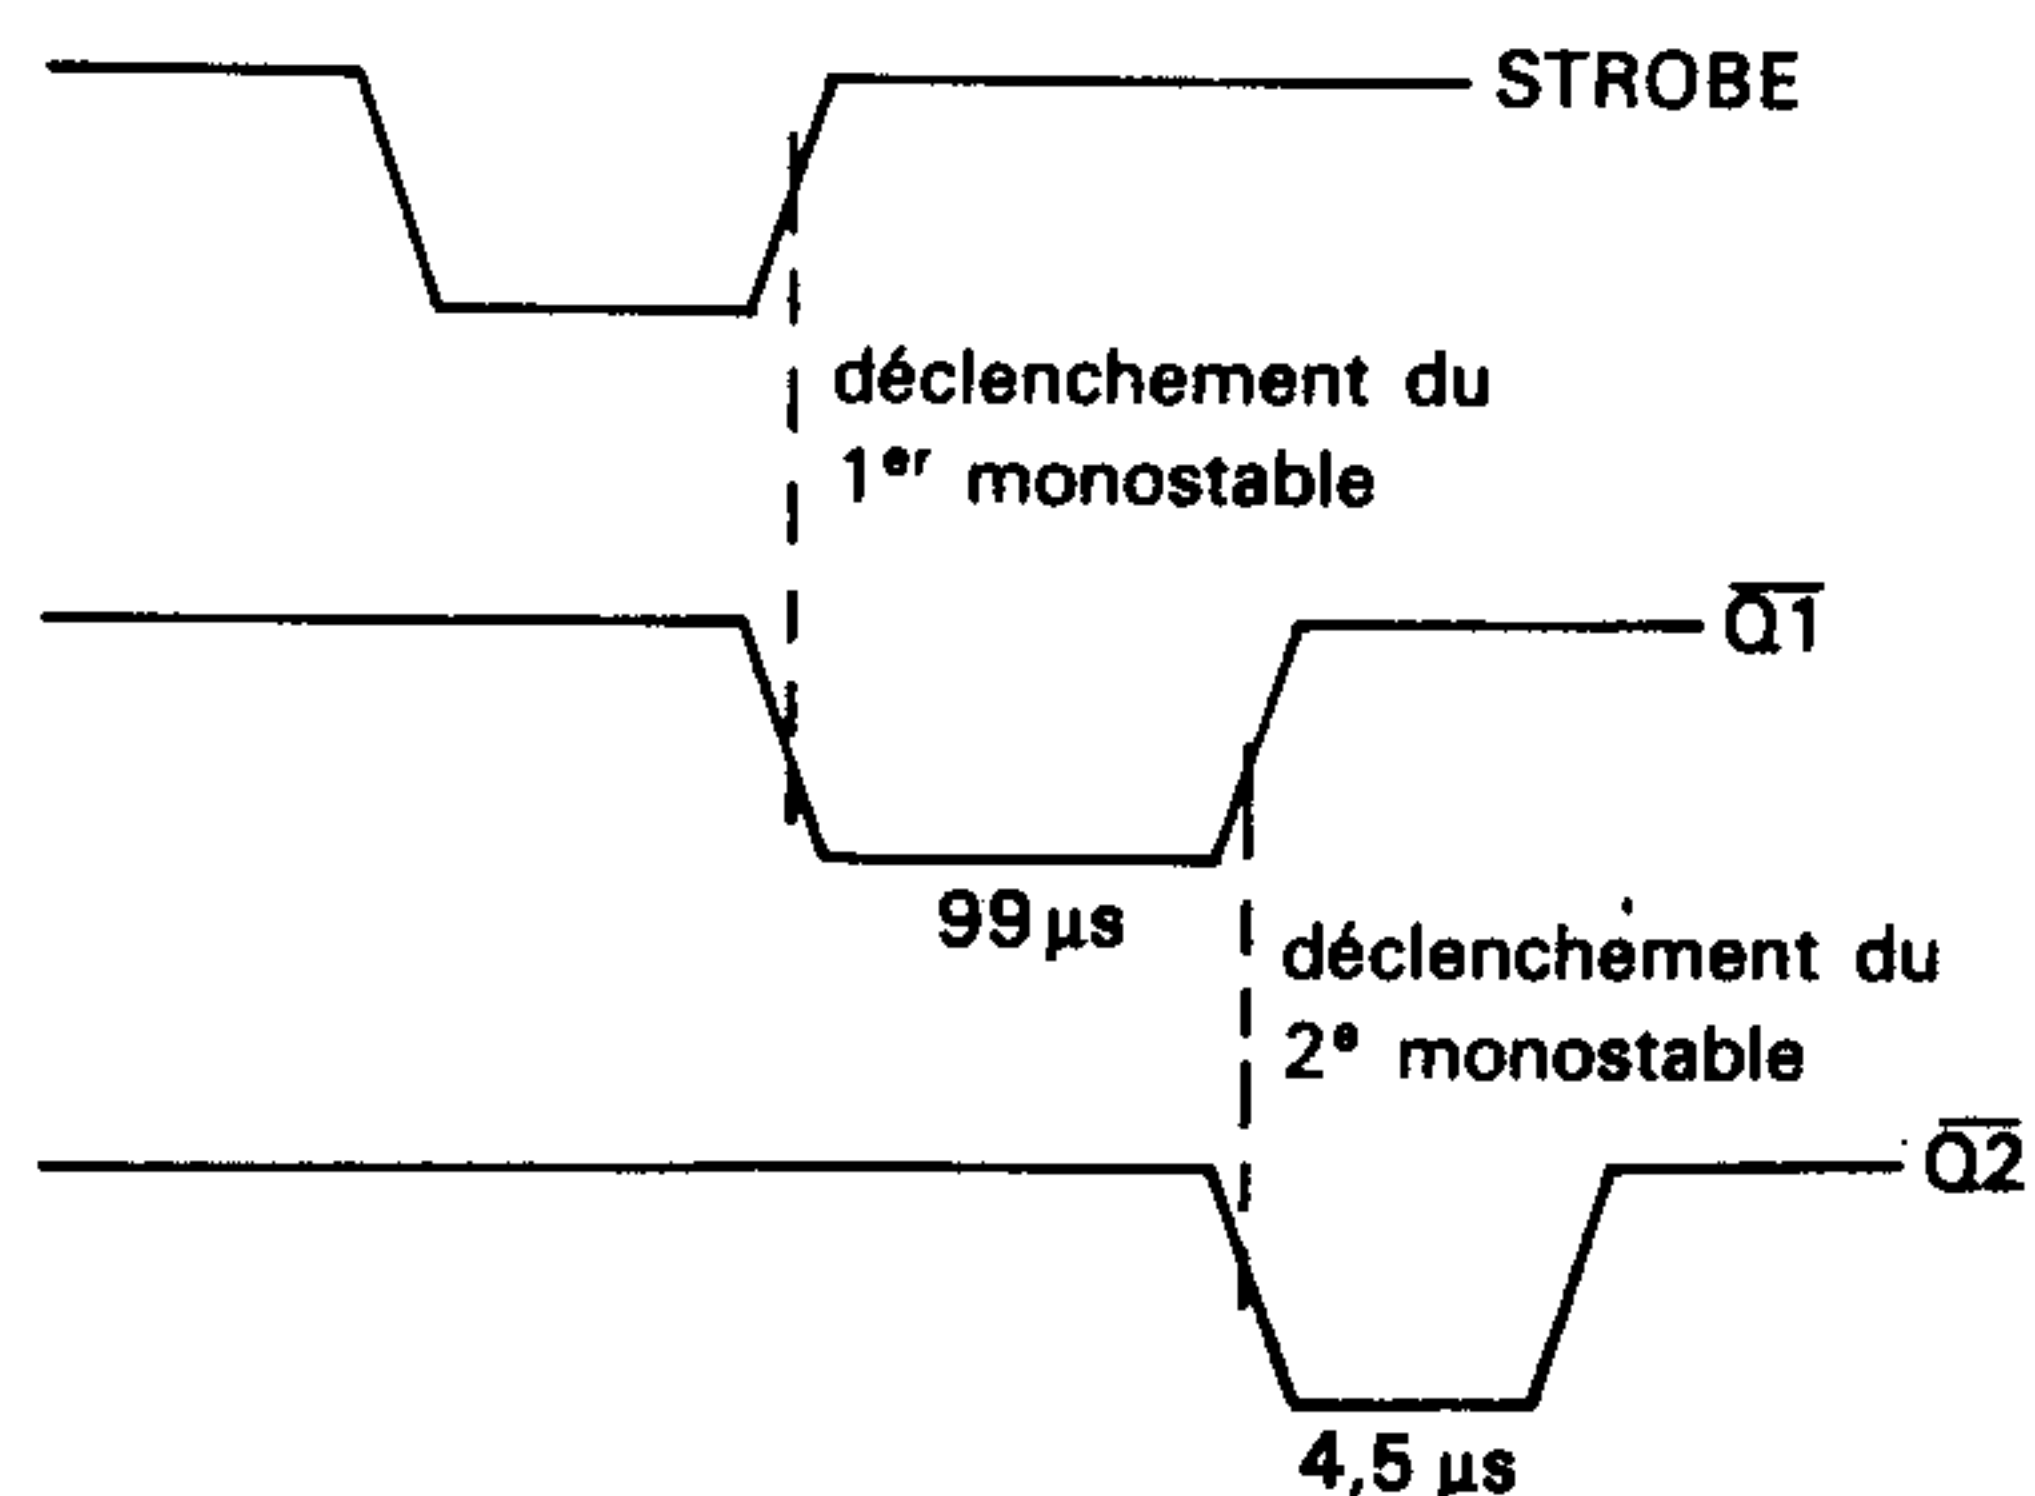 STROBE
déclenchement du
1er monostable
Q1
99 µs
déclenchement du
2e monostable
Q2
4,5 µs